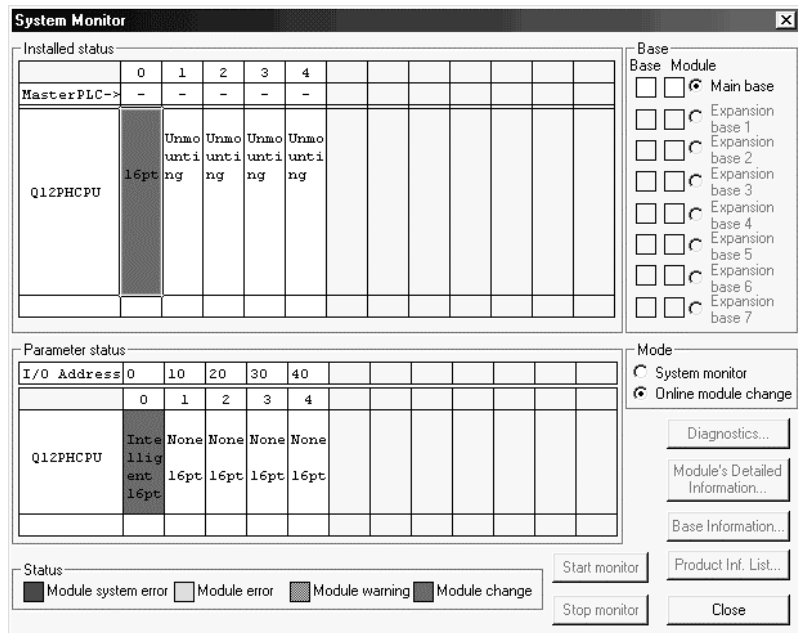 System Monitor
Installed status
0 1 2 3 4
MasterPLC-> - - - - -
Q12PHCPU
16pt
Unmo Unmo Unmo Unmo
unti unti unti unti
ng ng ng ng
Base
Base Module
Main base
Expansion
base 1
Expansion
base 2
Expansion
base 3
Expansion
base 4
Expansion
base 5
Expansion
base 6
Expansion
base 7
Parameter status
I/O Address 0 10 20 30 40
0 1 2 3 4
Q12PHCPU
Inte None None None None
llig
ent 16pt 16pt 16pt 16pt
16pt
Mode
System monitor
Online module change
Diagnostics...
Module's Detailed
Information...
Base Information...
Product Inf. List...
Status
Module system error Module error Module warning Module change
Start monitor
Stop monitor
Close